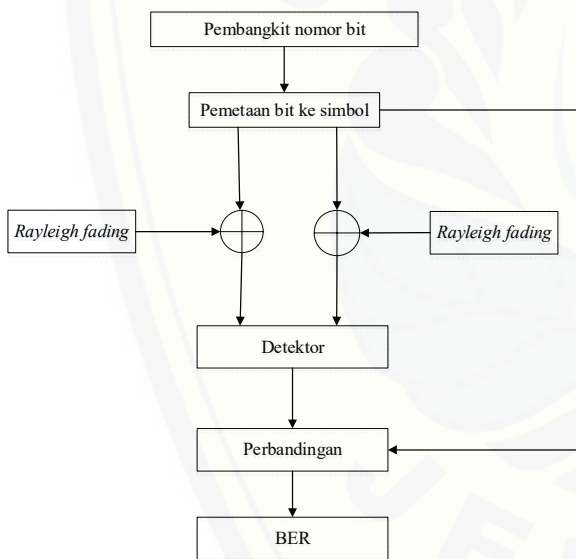 Pembangkit nomor bit
Pemetaan bit ke simbol
Rayleigh fading
Rayleigh fading
Detektor
Perbandingan
BER